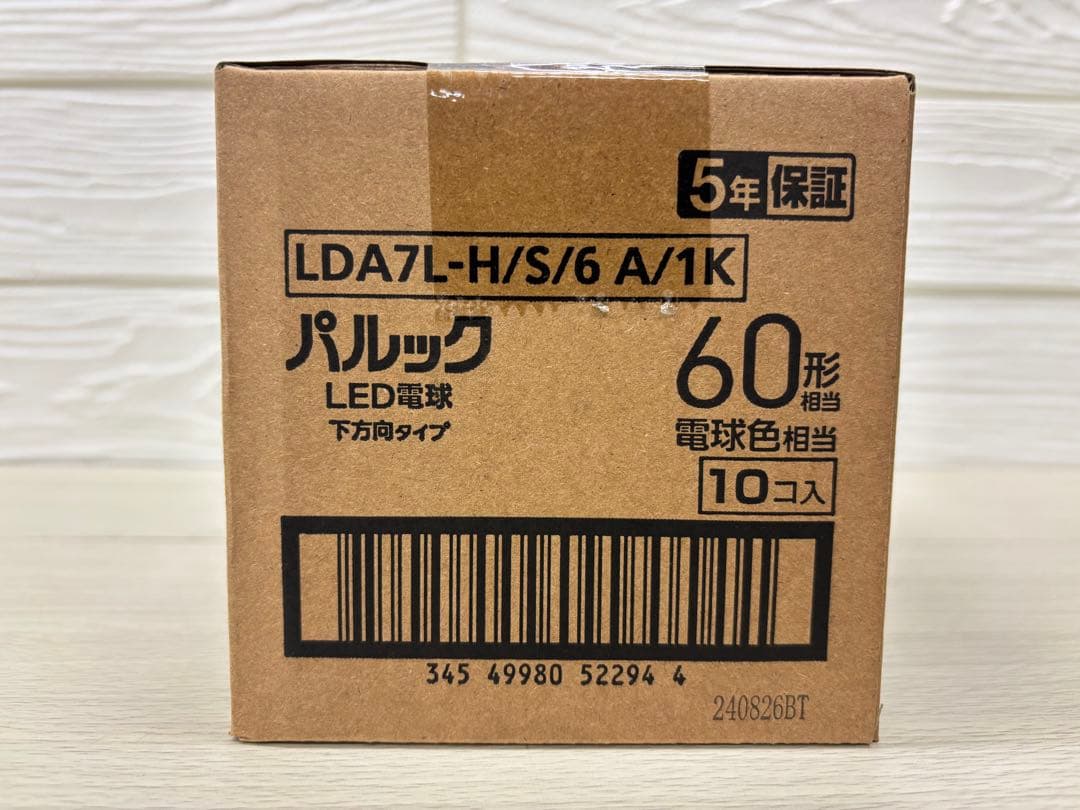 5年保証
LDA7L-H/S/6 A/1K
パルック
LED電球
下方向タイプ
60形相当
電球色相当
10コ入
345 49980 52294 4
240826BT